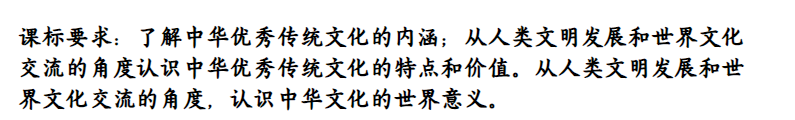 课标要求：了解中华优秀传统文化的内涵；从人类文明发展和世界文化
交流的角度认识中华优秀传统文化的特点和价值。从人类文明发展和世
界文化交流的角度，认识中华文化的世界意义。